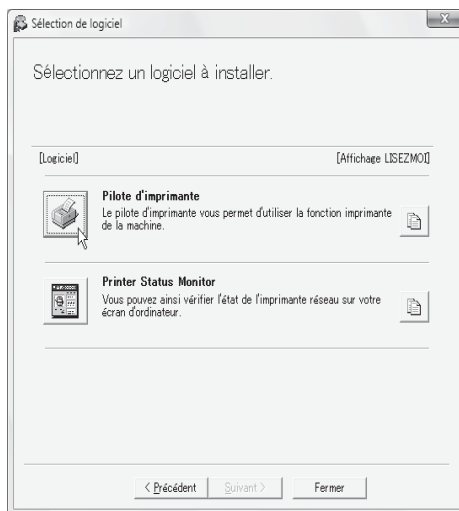 Sélection de logiciel
X
Sélectionnez un logiciel à installer.
[Logiciel]
[Affichage LISEZMOI]
Pilote d'imprimante
Le pilote d'imprimante vous permet d'utiliser la fonction imprimante
de la machine.
Printer Status Monitor
Vous pouvez ainsi vérifier l'état de l'imprimante réseau sur votre
écran d'ordinateur.
< Précédent
Suivant >
Fermer